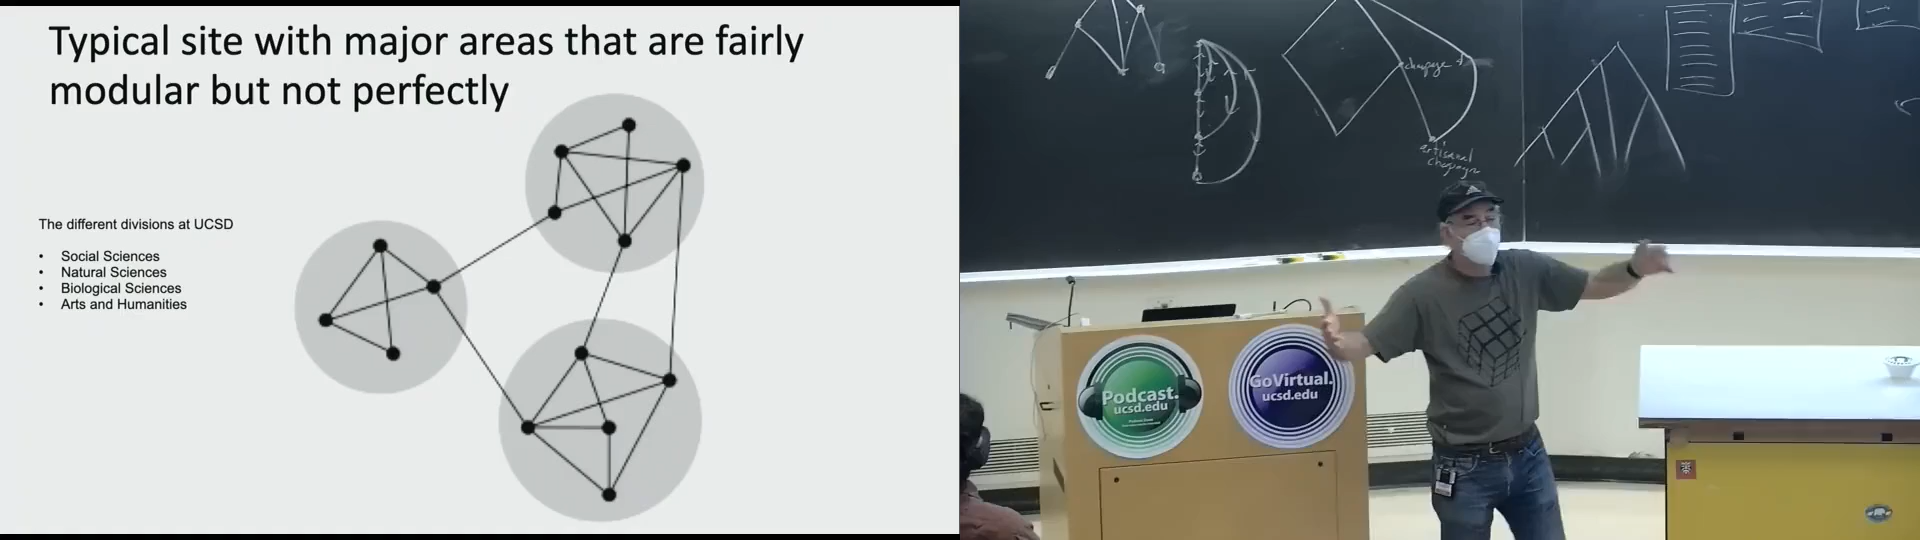 Typical site with major areas that are fairly
modular but not perfectly
The different divisions at UCSD
• Social Sciences
• Natural Sciences
• Biological Sciences
• Arts and Humanities
artisanal
Podcast.
ucsd.edu
GoVirtual.
ucsd.edu